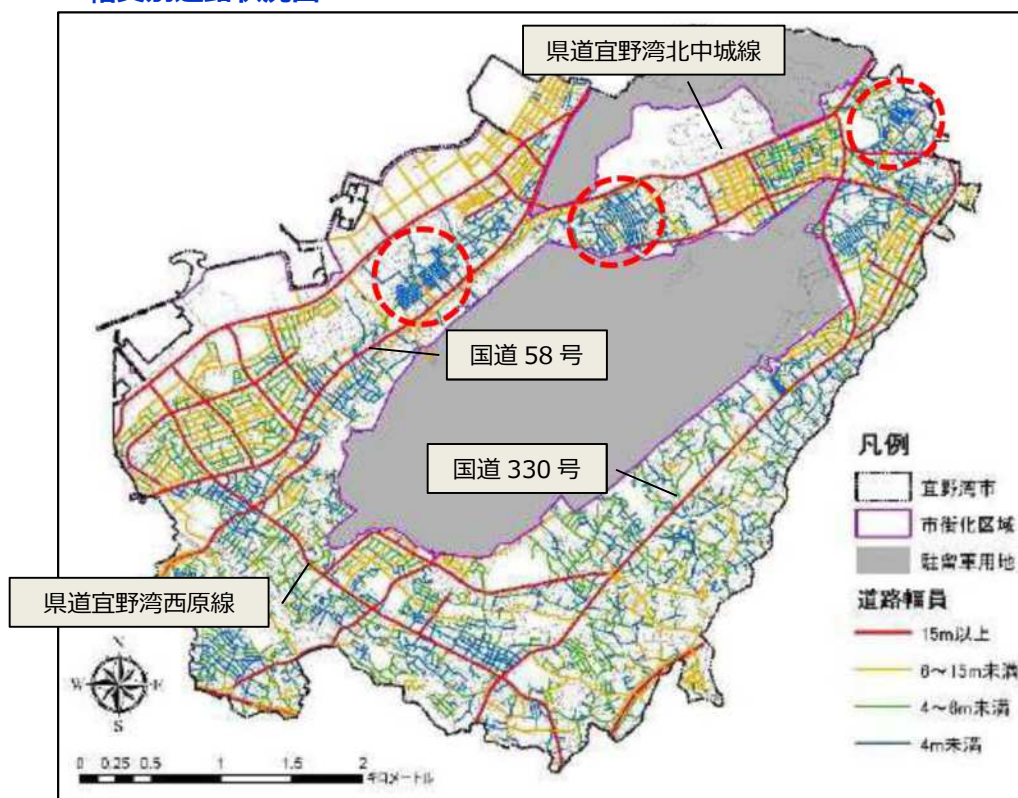 県道宜野湾北中城線
国道 58 号
国道 330 号
県道宜野湾西原線
凡例
宜野湾市
市街化区域
駐留軍用地
道路幅員
15m以上
6～15m未満
4～6m未満
4m未満
N
W
E
S
0 0.25 0.5 1 1.5 2
キロメートル